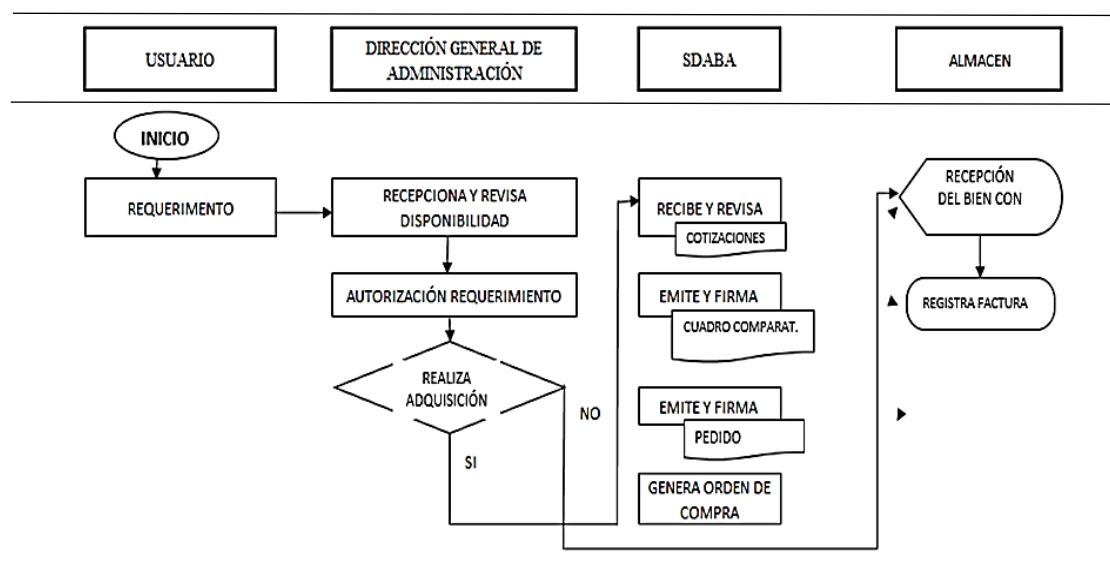 USUARIO
DIRECCIÓN GENERAL DE
ADMINISTRACIÓN
SDABA
ALMACEN
INICIO
REQUERIMENTO
RECEPCIONA Y REVISA
DISPONIBILIDAD
AUTORIZACIÓN REQUERIMIENTO
REALIZA
ADQUISICIÓN
SI
NO
RECIBE Y REVISA
COTIZACIONES
EMITE Y FIRMA
CUADRO COMPARAT.
EMITE Y FIRMA
PEDIDO
GENERA ORDEN DE
COMPRA
RECEPCIÓN
DEL BIEN CON
REGISTRA FACTURA